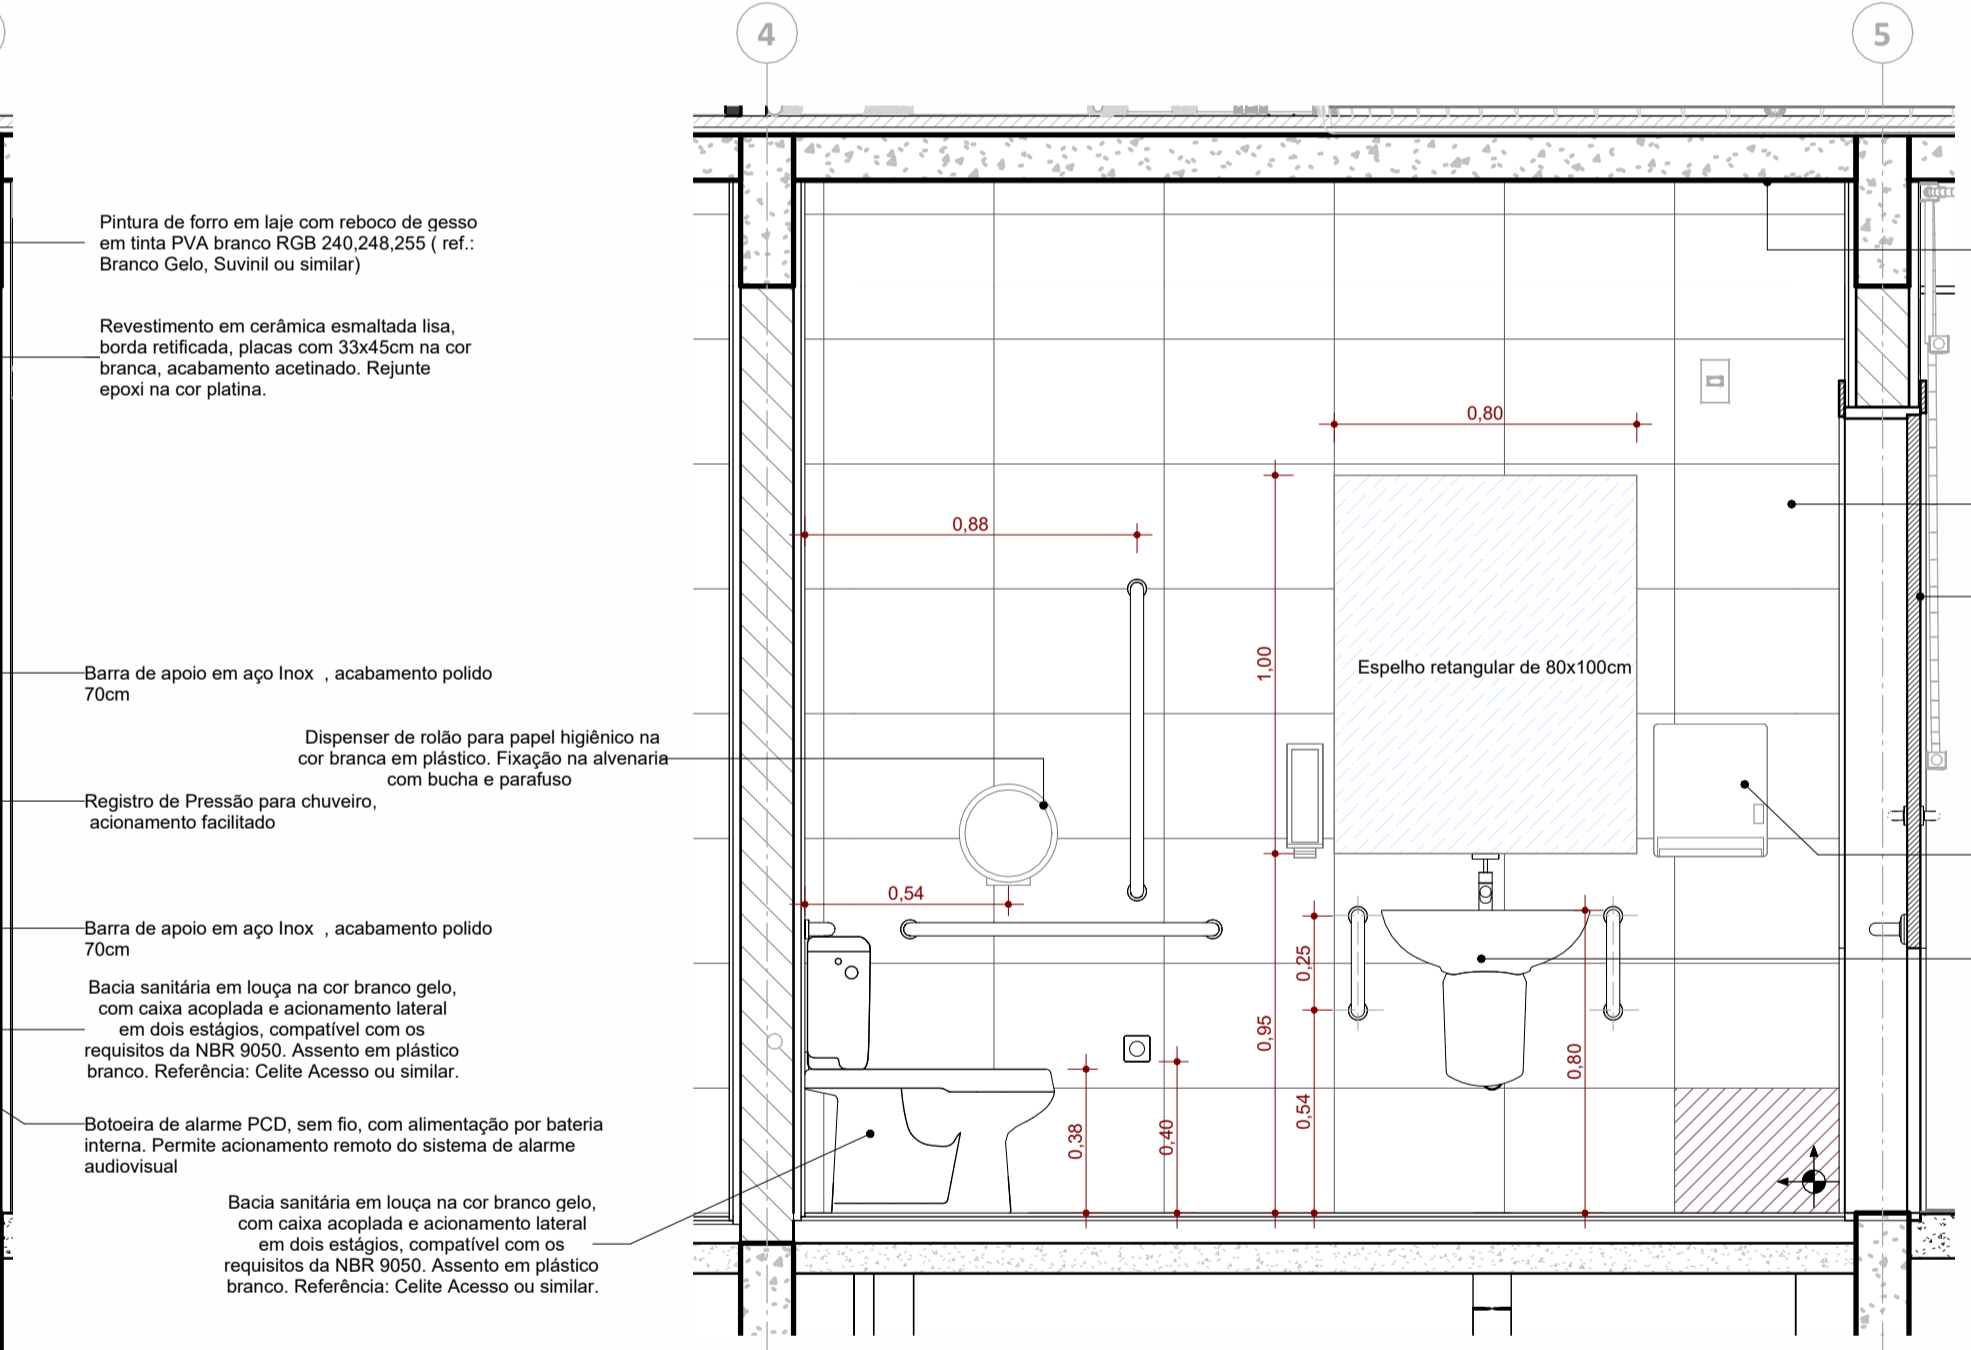 4
5
Pintura de forro em laje com reboco de gesso
em tinta PVA branco RGB 240,248,255 ( ref.:
Branco Gelo, Suvinil ou similar)
Revestimento em cerâmica esmaltada lisa,
borda retificada, placas com 33x45cm na cor
branca, acabamento acetinado. Rejunte
epoxi na cor platina.
Barra de apoio em aço Inox , acabamento polido
70cm
Dispenser de rolão para papel higiênico na
cor branca em plástico. Fixação na alvenaria
com bucha e parafuso
Registro de Pressão para chuveiro,
acionamento facilitado
Barra de apoio em aço Inox , acabamento polido
70cm
Bacia sanitária em louça na cor branco gelo,
com caixa acoplada e acionamento lateral
em dois estágios, compatível com os
requisitos da NBR 9050. Assento em plástico
branco. Referência: Celite Acesso ou similar.
Botoeira de alarme PCD, sem fio, com alimentação por bateria
interna. Permite acionamento remoto do sistema de alarme
audiovisual
Bacia sanitária em louça na cor branco gelo,
com caixa acoplada e acionamento lateral
em dois estágios, compatível com os
requisitos da NBR 9050. Assento em plástico
branco. Referência: Celite Acesso ou similar.
0,80
0,88
1,00
Espelho retangular de 80x100cm
0,54
0,25
0,95
0,80
0,54
0,38
0,40